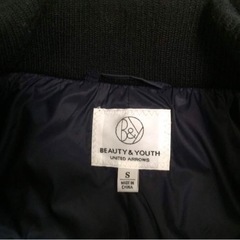 B&Y
BEAUTY & YOUTH
UNITED ARROWS
S
MADE IN
CHINA